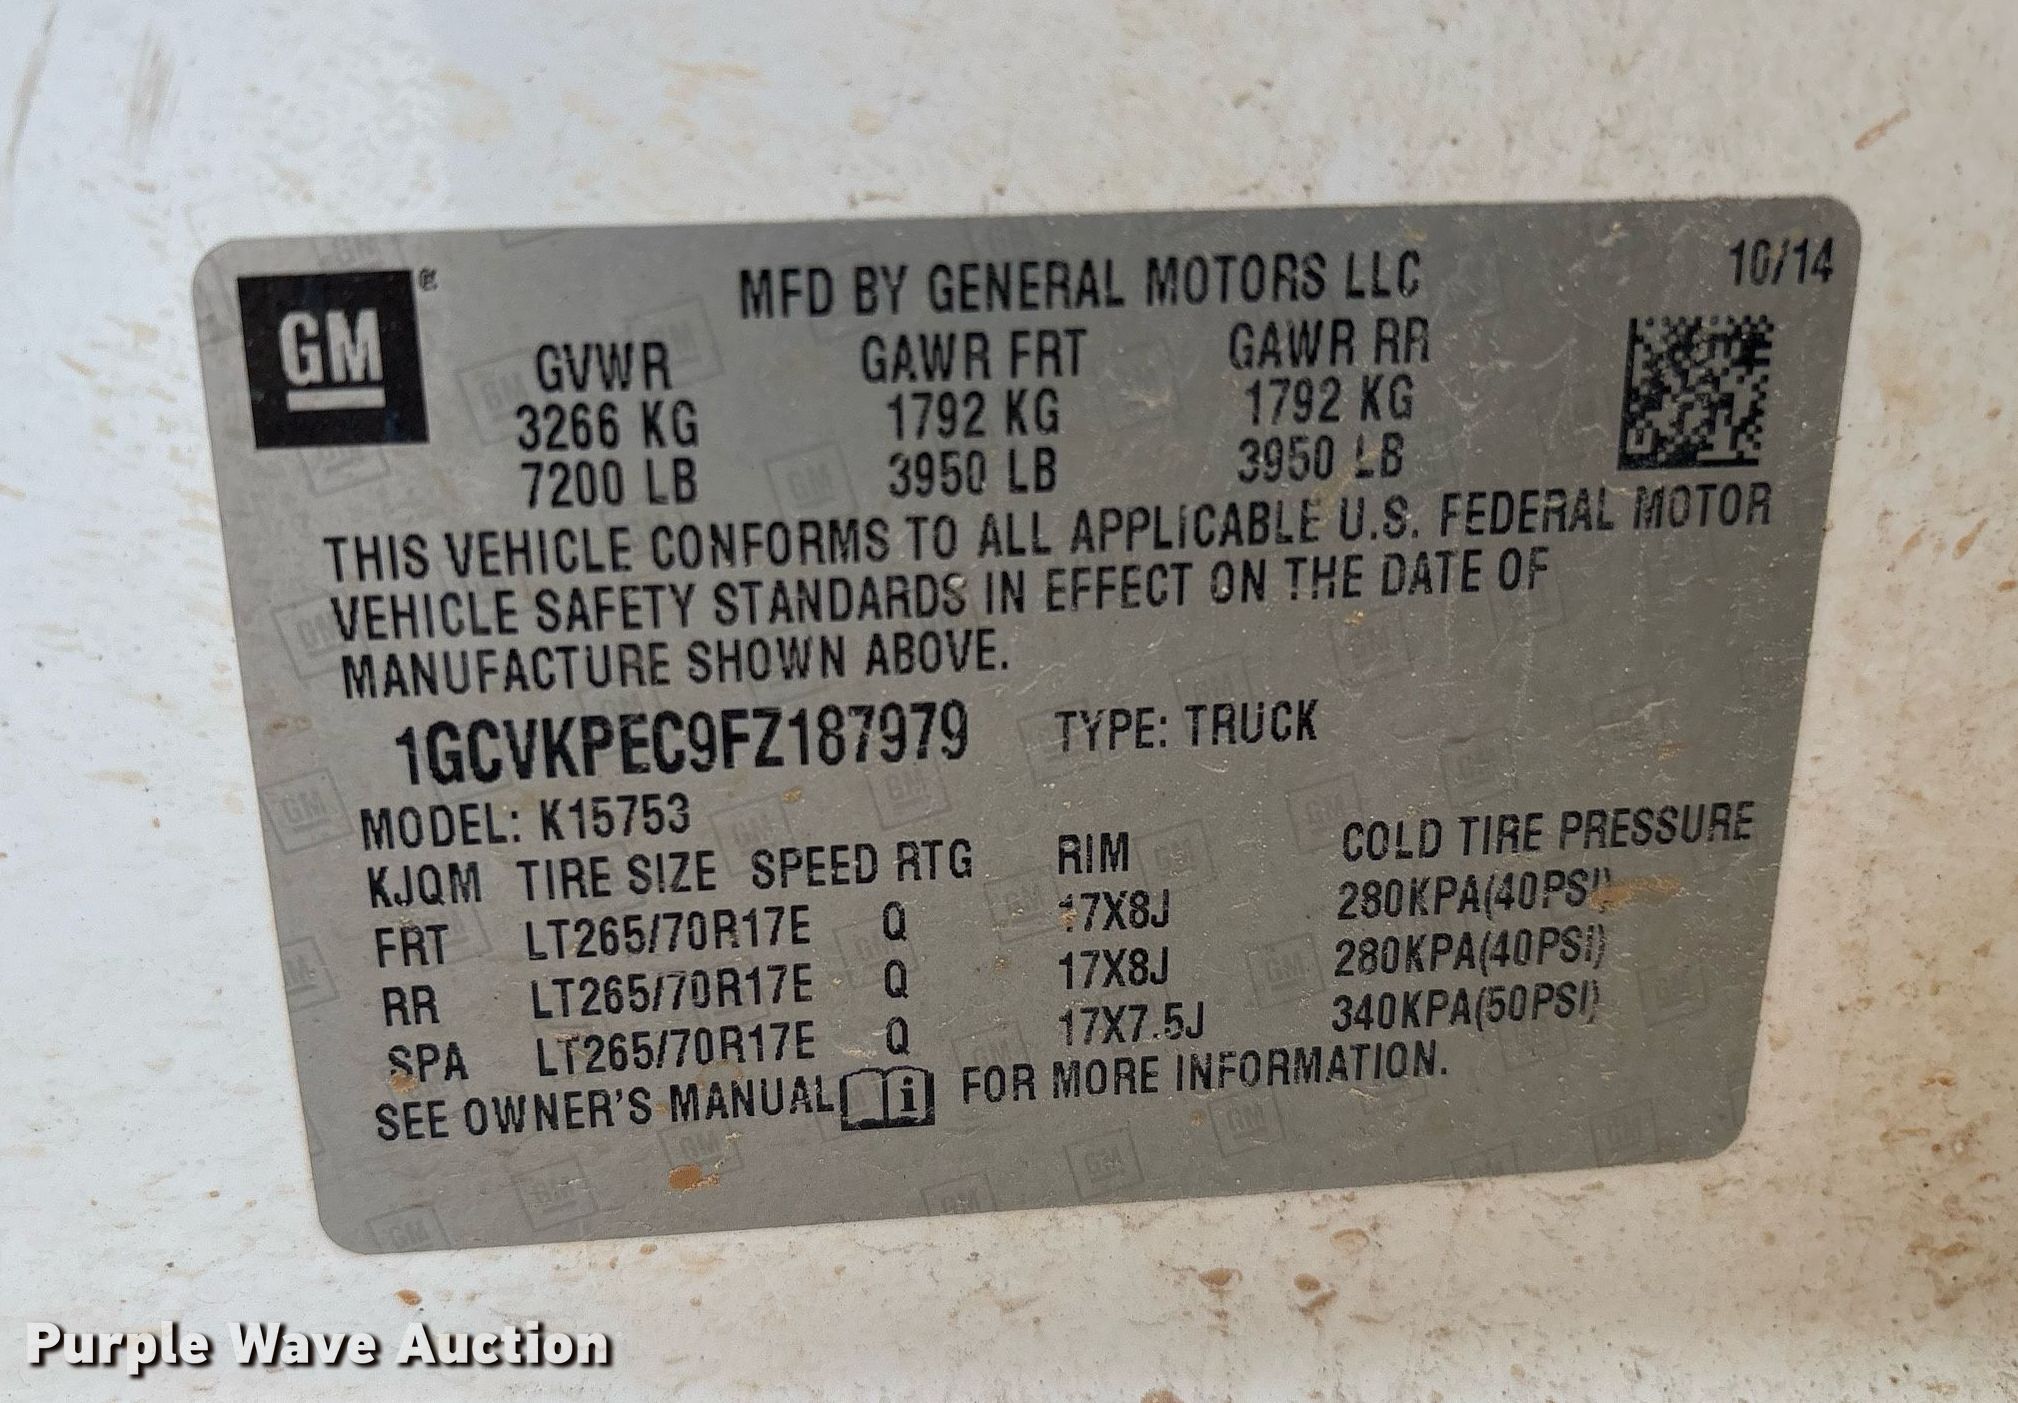 GM®
MFD BY GENERAL MOTORS LLC 10/14
GVWR GAWR FRT GAWR RR
3266 KG 1792 KG 1792 KG
7200 LB 3950 LB 3950 LB
THIS VEHICLE CONFORMS TO ALL APPLICABLE U.S. FEDERAL MOTOR
VEHICLE SAFETY STANDARDS IN EFFECT ON THE DATE OF
MANUFACTURE SHOWN ABOVE.
1GCVKPEC9FZ187979 TYPE: TRUCK
MODEL: K15753
KJQM TIRE SIZE SPEED RTG RIM COLD TIRE PRESSURE
FRT LT265/70R17E Q 17X8J 280KPA(40PSI)
RR LT265/70R17E Q 17X8J 280KPA(40PSI)
SPA LT265/70R17E Q 17X7.5J 340KPA(50PSI)
SEE OWNER'S MANUAL i FOR MORE INFORMATION.
Purple Wave Auction